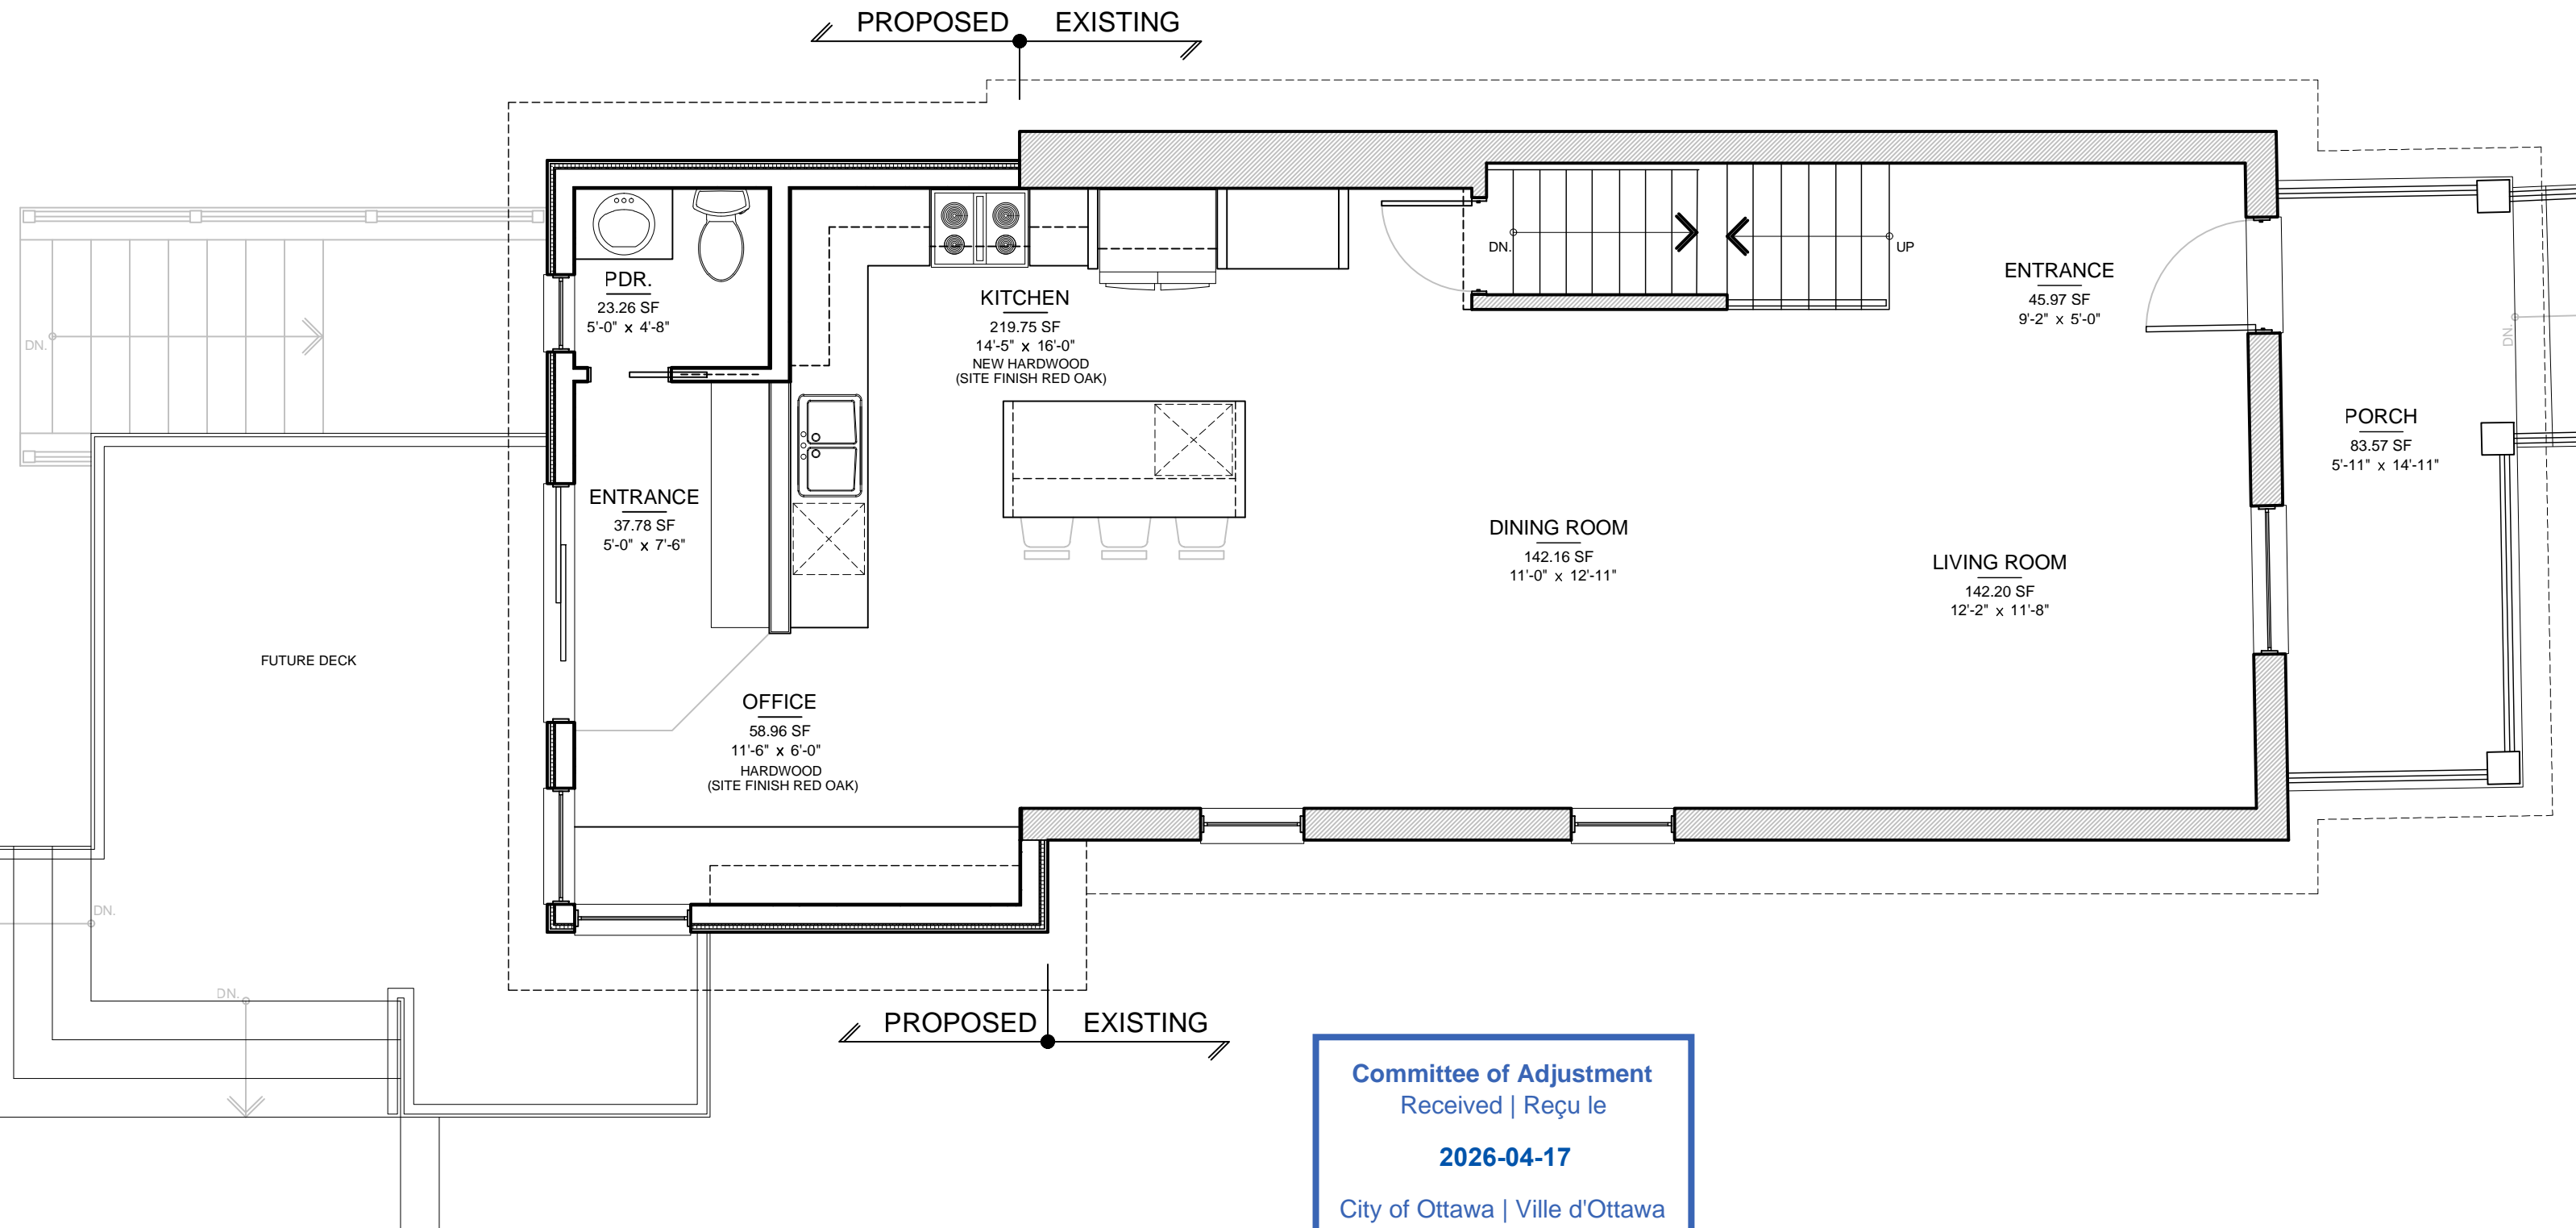 PROPOSED EXISTING
DN.
UP
ENTRANCE
45.97 SF
9'-2" x 5'-0"
PDR.
23.26 SF
5'-0" x 4'-8"
KITCHEN
219.75 SF
14'-5" x 16'-0"
NEW HARDWOOD
(SITE FINISH RED OAK)
DN.
DN.
PORCH
83.57 SF
5'-11" x 14'-11"
ENTRANCE
37.78 SF
5'-0" x 7'-6"
DINING ROOM
142.16 SF
11'-0" x 12'-11"
LIVING ROOM
142.20 SF
12'-2" x 11'-8"
FUTURE DECK
OFFICE
58.96 SF
11'-6" x 6'-0"
HARDWOOD
(SITE FINISH RED OAK)
DN.
DN.
PROPOSED EXISTING
Committee of Adjustment
Received | Reçu le
2026-04-17
City of Ottawa | Ville d'Ottawa